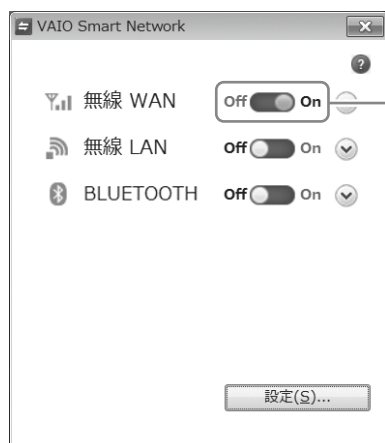 VAIO Smart Network
?
無線 WAN Off On
無線 LAN Off On
BLUETOOTH Off On
設定(S)...